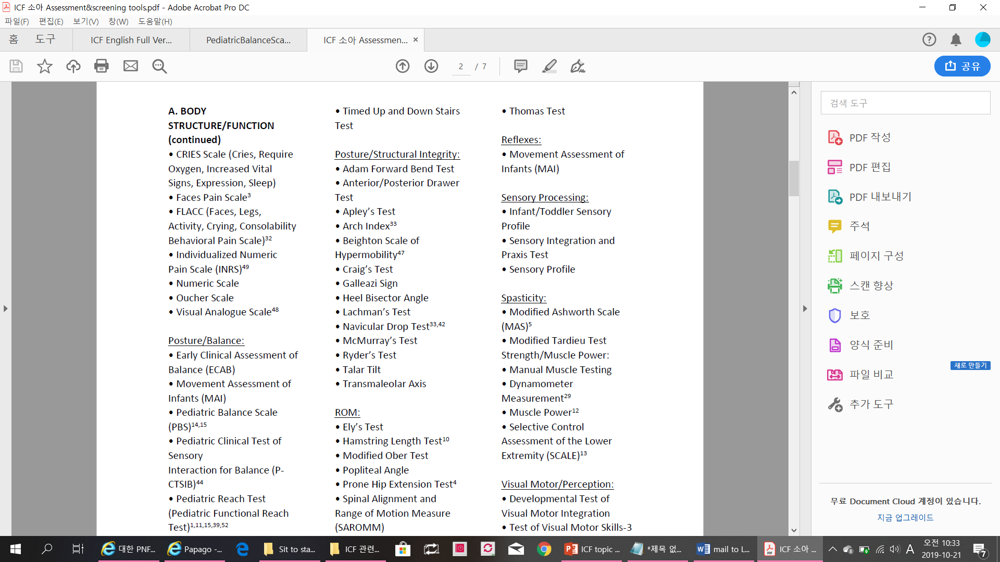 ICF 소아 Assessment&screening tools.pdf - Adobe Acrobat Pro DC
파일(F) 편집(E) 보기(V) 창(W) 도움말(H)
홈 도구 ICF English Full Ver... PediatricBalanceSca... ICF 소아 Assessmen... ×
2 / 7
공유
A. BODY
STRUCTURE/FUNCTION
(continued)
• CRIES Scale (Cries, Require
Oxygen, Increased Vital
Signs, Expression, Sleep)
• Faces Pain Scale³
• FLACC (Faces, Legs,
Activity, Crying, Consolability
Behavioral Pain Scale)³²
• Individualized Numeric
Pain Scale (INRS)⁴⁹
• Numeric Scale
• Oucher Scale
• Visual Analogue Scale⁴⁸
Posture/Balance:
• Early Clinical Assessment of
Balance (ECAB)
• Movement Assessment of
Infants (MAI)
• Pediatric Balance Scale
(PBS)¹⁴,¹⁵
• Pediatric Clinical Test of
Sensory
Interaction for Balance (P-
CTSIB)⁴⁴
• Pediatric Reach Test
(Pediatric Functional Reach
Test)¹,¹¹,¹⁵,³⁹,⁵²
• Timed Up and Down Stairs
Test
Posture/Structural Integrity:
• Adam Forward Bend Test
• Anterior/Posterior Drawer
Test
• Apley’s Test
• Arch Index³³
• Beighton Scale of
Hypermobility⁴⁷
• Craig’s Test
• Galleazi Sign
• Heel Bisector Angle
• Lachman’s Test
• Navicular Drop Test³³,⁴²
• McMurray’s Test
• Ryder’s Test
• Talar Tilt
• Transmaleolar Axis
ROM:
• Ely’s Test
• Hamstring Length Test¹⁰
• Modified Ober Test
• Popliteal Angle
• Prone Hip Extension Test⁴
• Spinal Alignment and
Range of Motion Measure
(SAROMM)
• Thomas Test
Reflexes:
• Movement Assessment of
Infants (MAI)
Sensory Processing:
• Infant/Toddler Sensory
Profile
• Sensory Integration and
Praxis Test
• Sensory Profile
Spasticity:
• Modified Ashworth Scale
(MAS)⁵
• Modified Tardieu Test
Strength/Muscle Power:
• Manual Muscle Testing
• Dynamometer
Measurement²⁹
• Muscle Power¹²
• Selective Control
Assessment of the Lower
Extremity (SCALE)¹³
Visual Motor/Perception:
• Developmental Test of
Visual Motor Integration
• Test of Visual Motor Skills-3
검색 도구
PDF 작성
PDF 편집
PDF 내보내기
주석
페이지 구성
스캔 향상
보호
양식 준비
새로 만들기
파일 비교
추가 도구
무료 Document Cloud 계정이 있습니다.
지금 업그레이드
대한 PNF... Papago -... Sit to sta... ICF 관련... ICF topic ... *제목 없... mail to L... ICF 소아 ... A
오전 10:33
2019-10-21
7